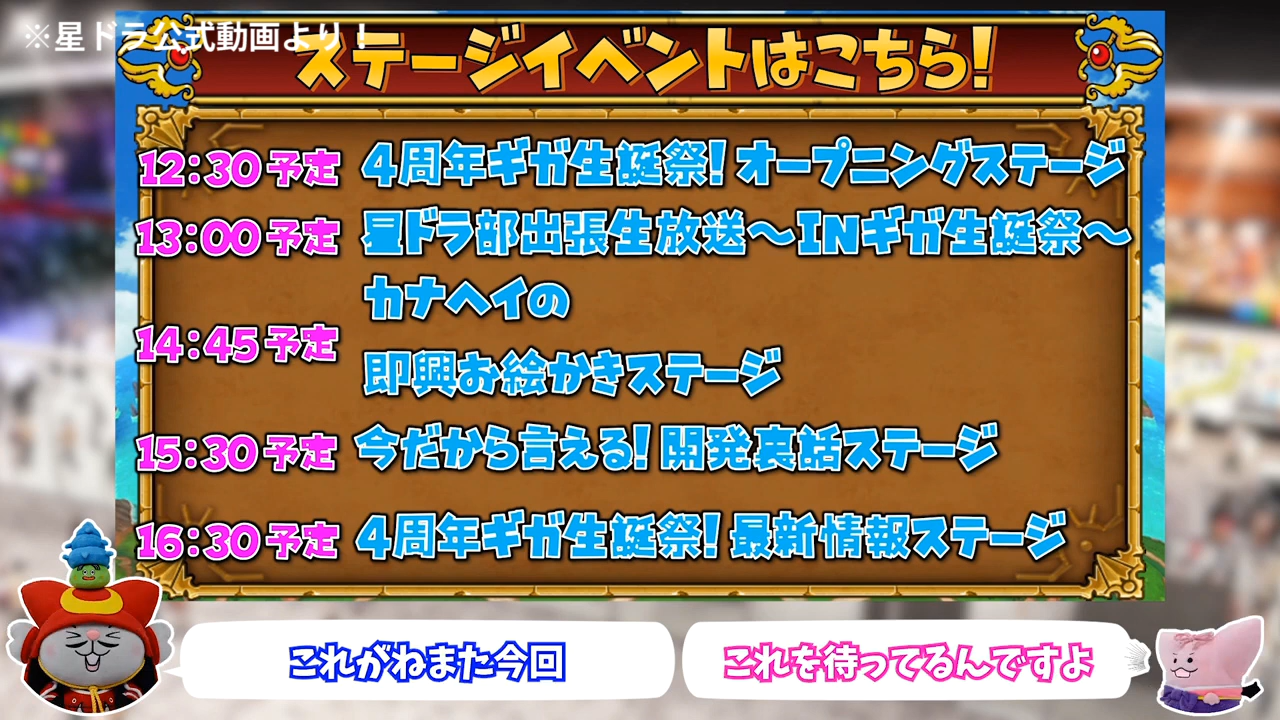 ※星ドラ公式動画より！
ステージイベントはこちら!
12:30予定 4周年ギガ生誕祭! オープニングステージ
13:00予定 星ドラ部出張生放送～INギガ生誕祭～
14:45予定 カナヘイの
即興お絵かきステージ
15:30予定 今だから言える! 開発裏話ステージ
16:30予定 4周年ギガ生誕祭! 最新情報ステージ
これがねまた今回
これを待ってるんですよ